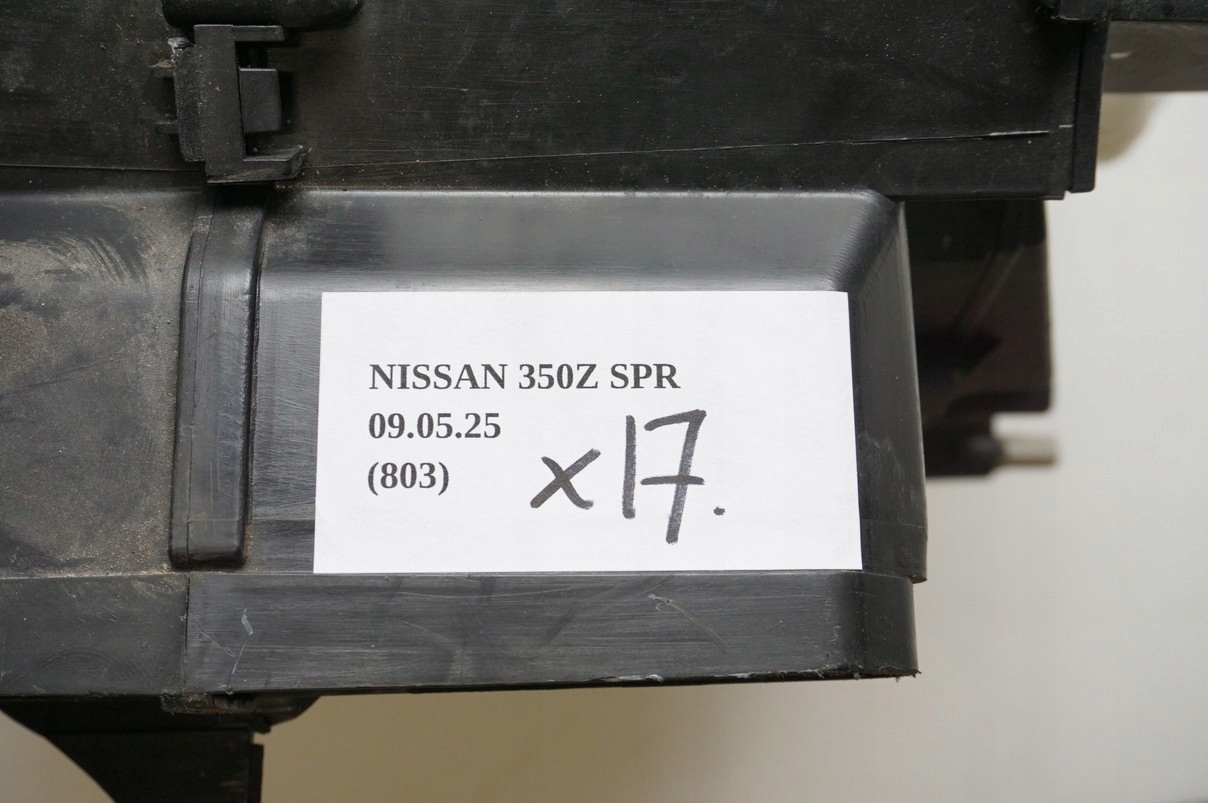 NISSAN 350Z SPR
09.05.25
(803)
x17.